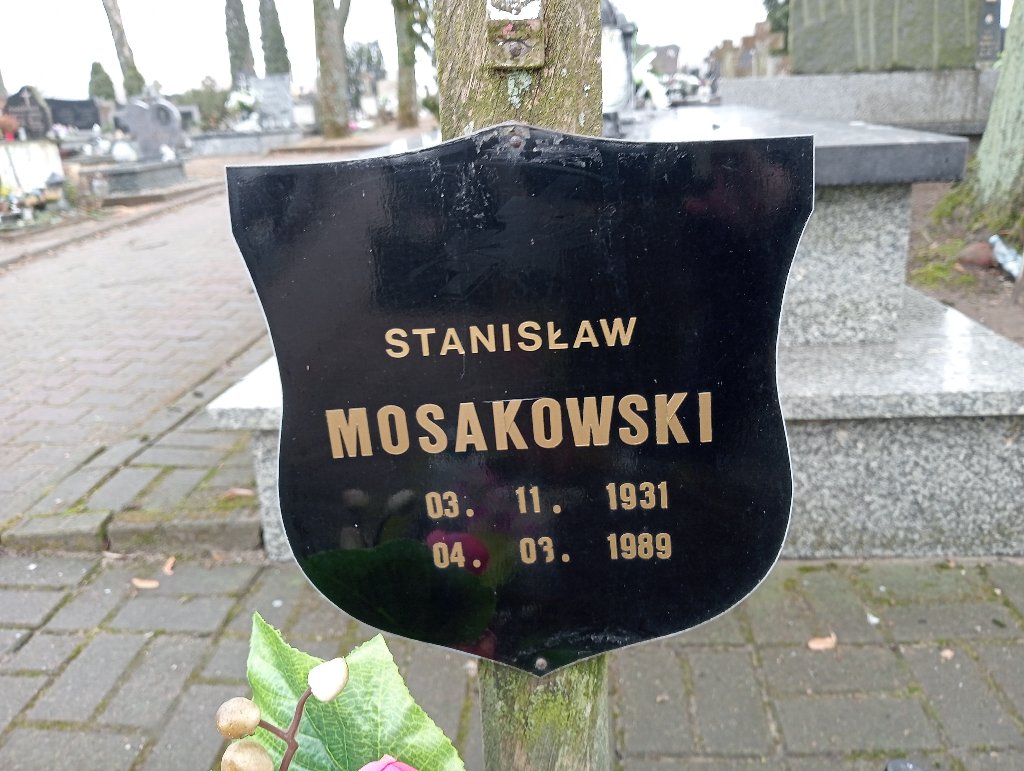 STANISŁAW
MOSAKOWSKI
03. 11. 1931
04. 03. 1989